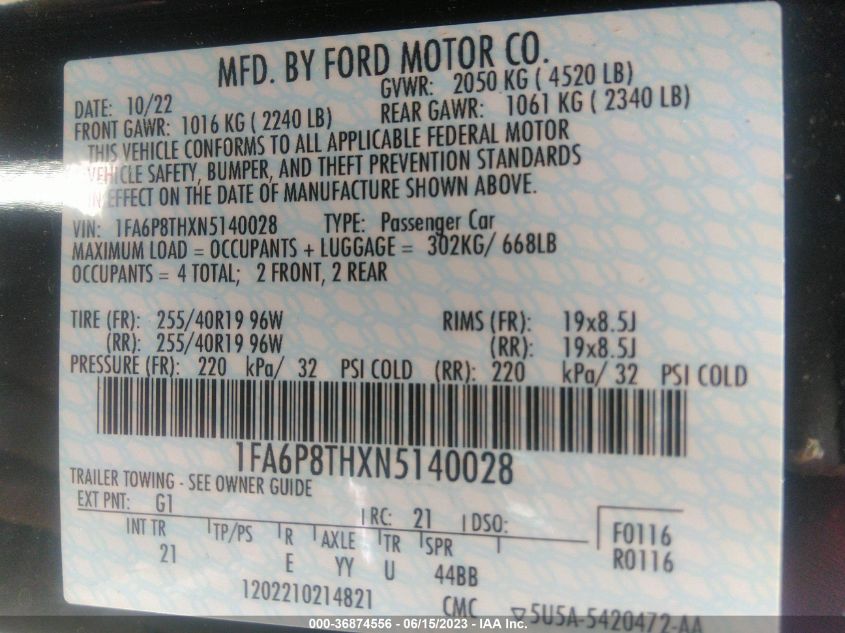 MFD. BY FORD MOTOR CO.
DATE: 10/22 GVWR: 2050 KG ( 4520 LB)
FRONT GAWR: 1016 KG ( 2240 LB) REAR GAWR: 1061 KG ( 2340 LB)
THIS VEHICLE CONFORMS TO ALL APPLICABLE FEDERAL MOTOR
VEHICLE SAFETY, BUMPER, AND THEFT PREVENTION STANDARDS
IN EFFECT ON THE DATE OF MANUFACTURE SHOWN ABOVE.
VIN: 1FA6P8THXN5140028 TYPE: Passenger Car
MAXIMUM LOAD = OCCUPANTS + LUGGAGE = 302KG/ 668LB
OCCUPANTS = 4 TOTAL; 2 FRONT, 2 REAR
TIRE (FR): 255/40R19 96W RIMS (FR): 19x8.5J
(RR): 255/40R19 96W (RR): 19x8.5J
PRESSURE (FR): 220 kPa/ 32 PSI COLD (RR): 220 kPa/ 32 PSI COLD
1FA6P8THXN5140028
TRAILER TOWING - SEE OWNER GUIDE
EXT PNT: G1 RC: 21 DSO:
INT TR TP/PS R AXLE TR SPR
21 E YY U 44BB
F0116
R0116
1202210214821 CMC ▽5U5A-5420472-AA
000-36874556 - 06/15/2023 - IAA Inc.